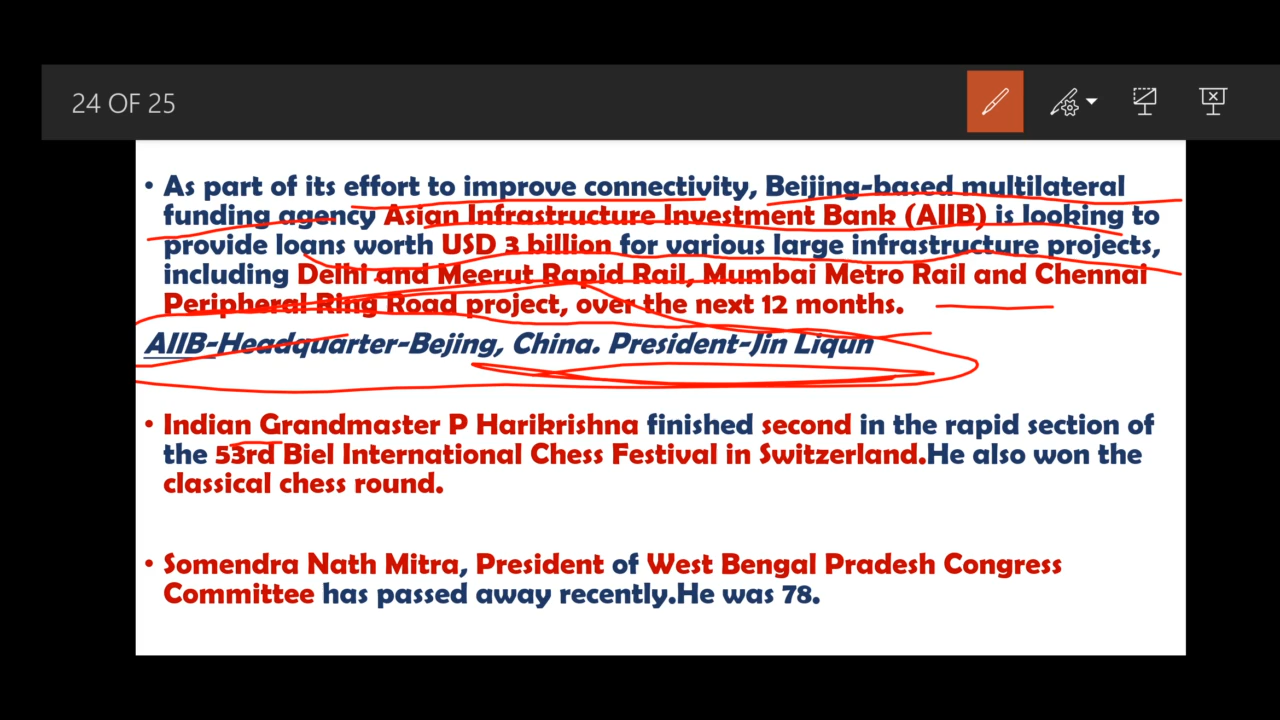 24 OF 25
• As part of its effort to improve connectivity, Beijing-based multilateral
funding agency Asian Infrastructure Investment Bank (AIIB) is looking to
provide loans worth USD 3 billion for various large infrastructure projects,
including Delhi and Meerut Rapid Rail, Mumbai Metro Rail and Chennai
Peripheral Ring Road project, over the next 12 months.
AIIB-Headquarter-Bejing, China. President-Jin Liqun
• Indian Grandmaster P Harikrishna finished second in the rapid section of
the 53rd Biel International Chess Festival in Switzerland.He also won the
classical chess round.
• Somendra Nath Mitra, President of West Bengal Pradesh Congress
Committee has passed away recently.He was 78.